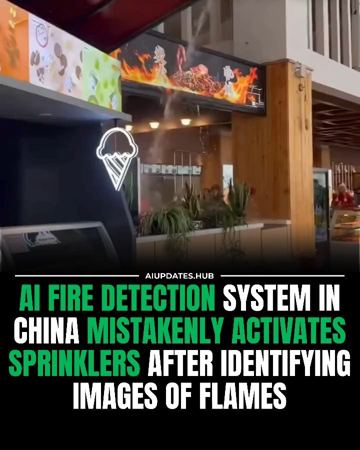 AIUPDATES.HUB
AI FIRE DETECTION SYSTEM IN
CHINA MISTAKENLY ACTIVATES
SPRINKLERS AFTER IDENTIFYING
IMAGES OF FLAMES